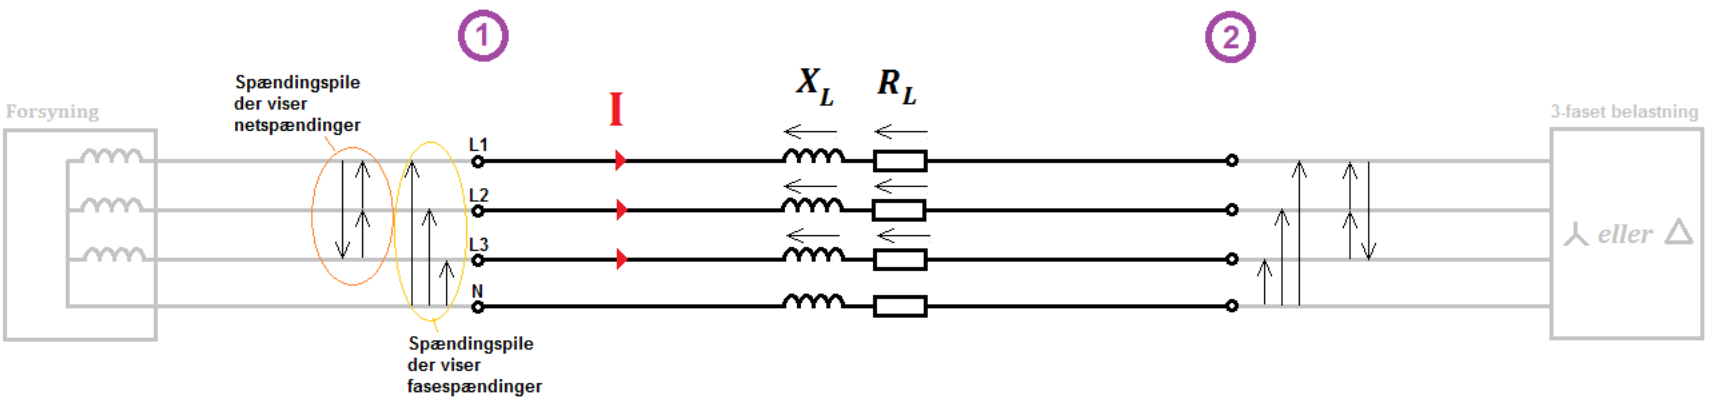 1
2
Spændingspile
der viser
netspændinger
X_L
R_L
I
Forsyning
3-faset belastning
L1
L2
L3
N
eller
Spændingspile
der viser
fasespændinger